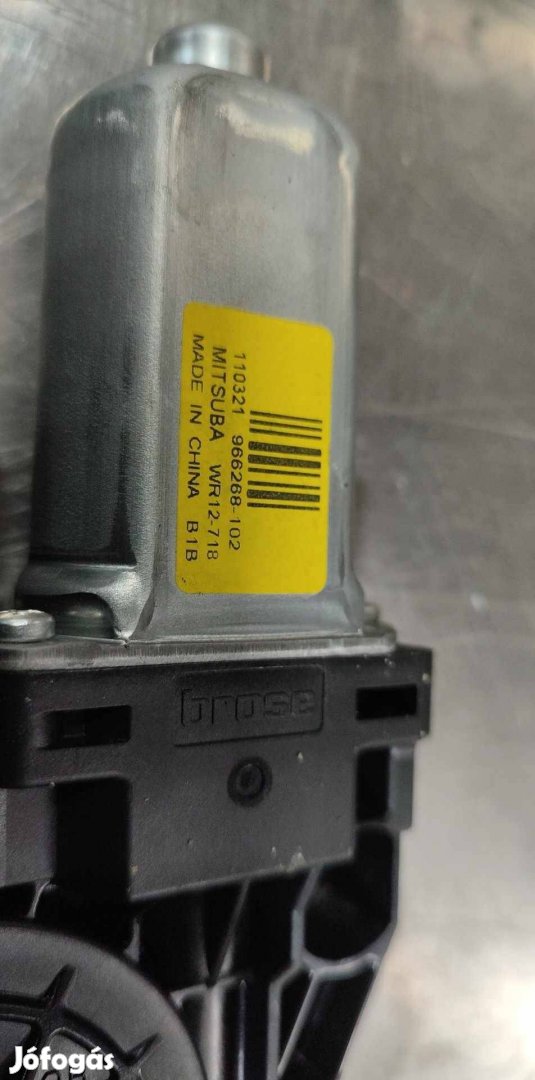 110321 966268-102
MITSUBA WR12-718
MADE IN CHINA B1B
brose
Jófogás